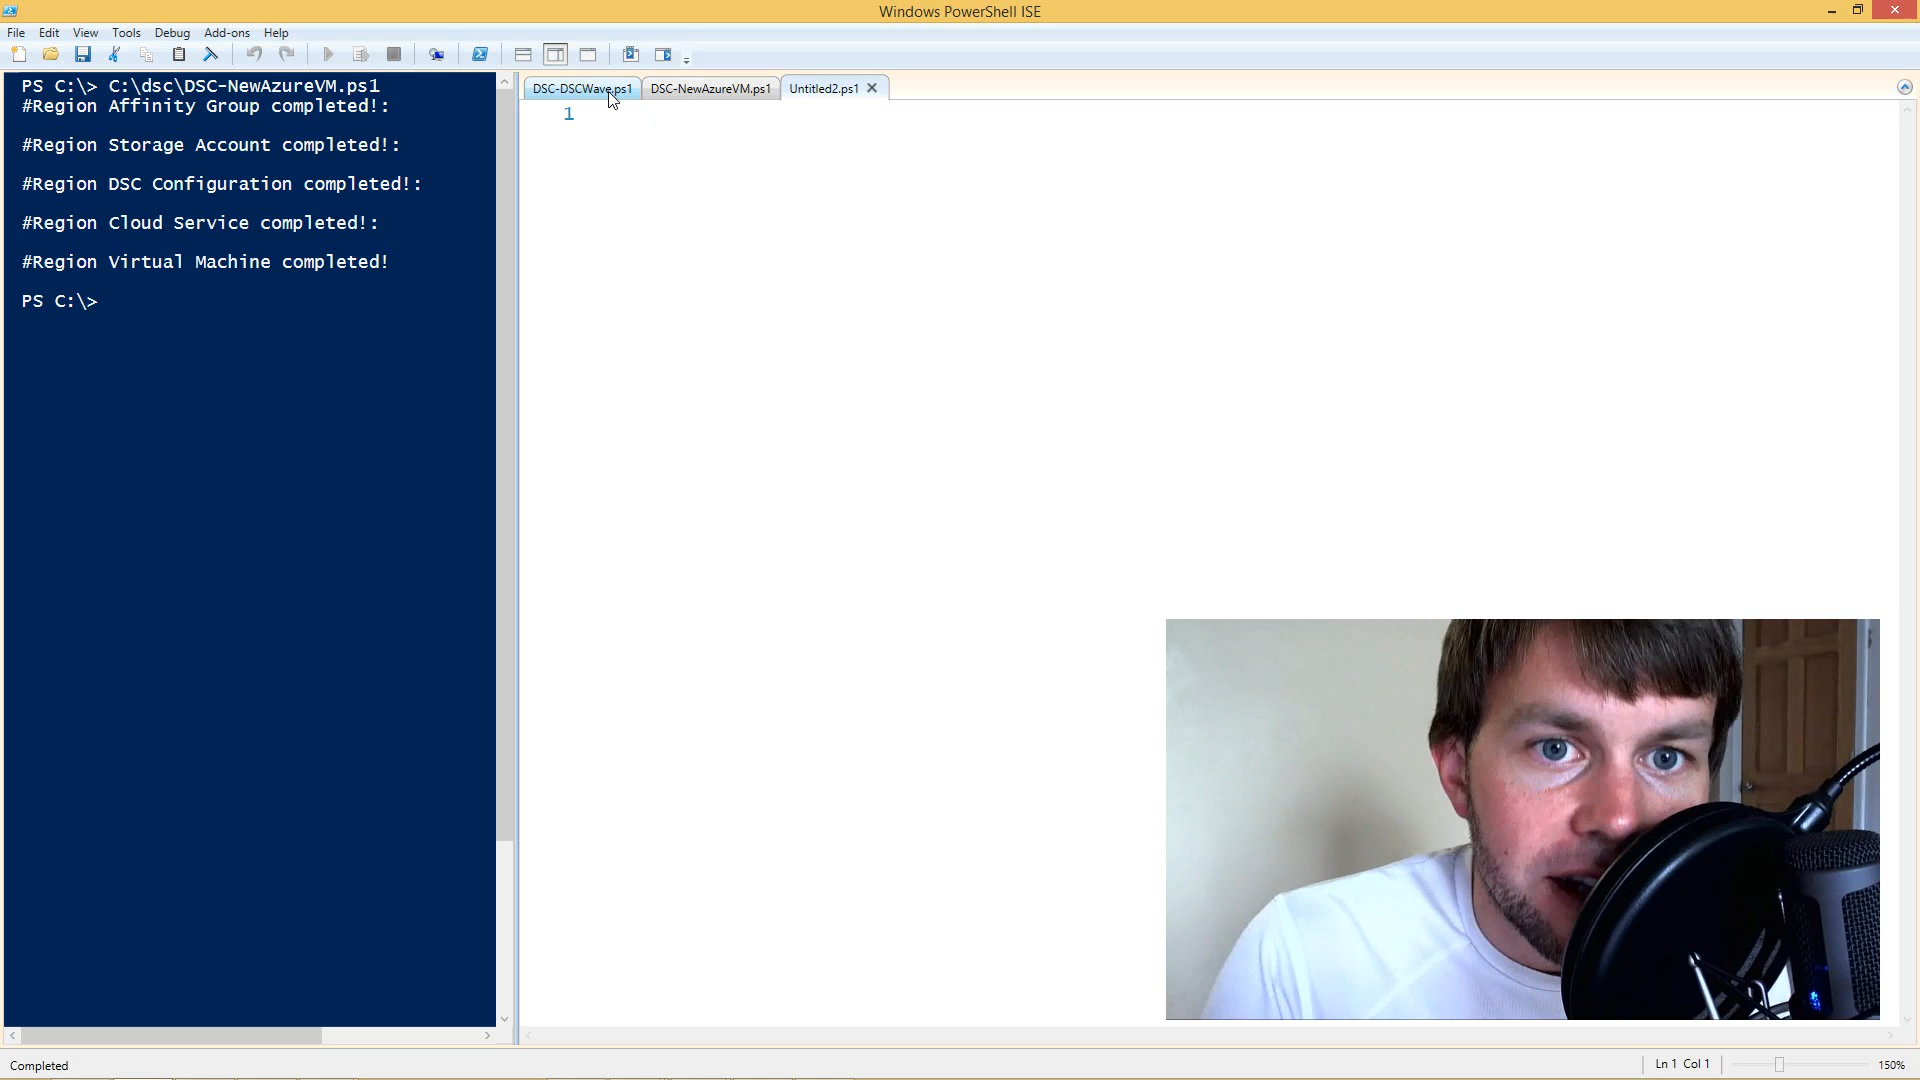 Windows PowerShell ISE
File Edit View Tools Debug Add-ons Help
PS C:\> C:\dsc\DSC-NewAzureVM.ps1
#Region Affinity Group completed!:
#Region Storage Account completed!:
#Region DSC Configuration completed!:
#Region Cloud Service completed!:
#Region Virtual Machine completed!
PS C:\>
DSC-DSCWave.ps1 DSC-NewAzureVM.ps1 Untitled2.ps1
1
Completed
Ln 1 Col 1
150%